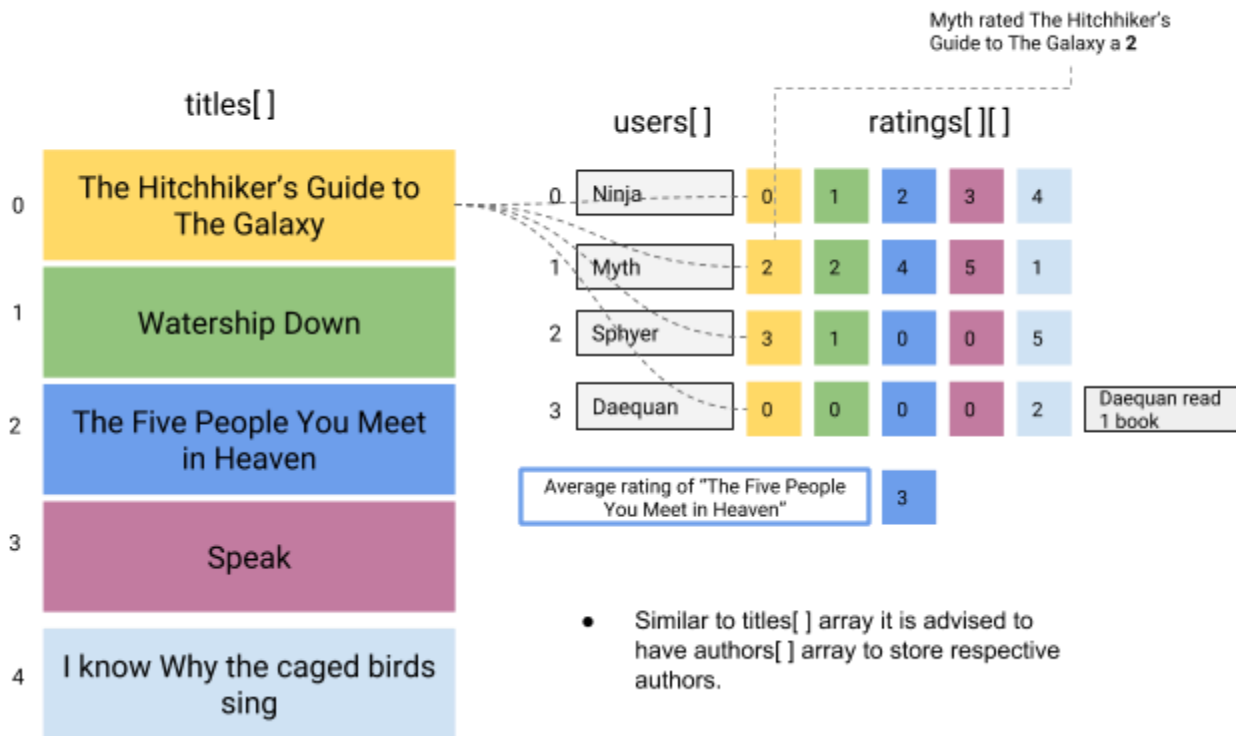 Myth rated The Hitchhiker's
Guide to The Galaxy a 2
titles[ ]
users[ ]
ratings[ ][ ]
0
The Hitchhiker's Guide to
The Galaxy
1
Watership Down
2
The Five People You Meet
in Heaven
3
Speak
4
I know Why the caged birds
sing
0 Ninja 0 1 2 3 4
1 Myth 2 2 4 5 1
2 Sphyer 3 1 0 0 5
3 Daequan 0 0 0 0 2
Daequan read
1 book
Average rating of "The Five People
You Meet in Heaven"
3
● Similar to titles[ ] array it is advised to
have authors[ ] array to store respective
authors.